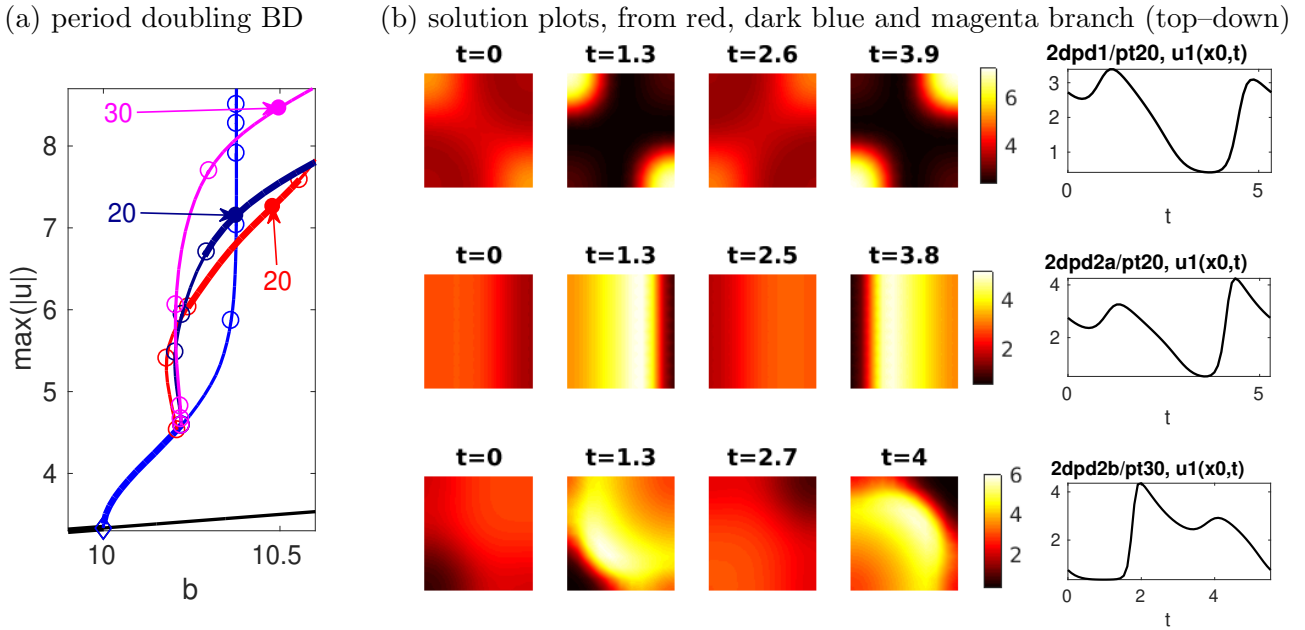 (a) period doubling BD
(b) solution plots, from red, dark blue and magenta branch (top–down)
max(|u|)
8
7
6
5
4
30
20
20
10
10.5
b
t=0
t=1.3
t=2.6
t=3.9
6
4
2dpd1/pt20, u1(x0,t)
3
2
1
0
5
t
t=0
t=1.3
t=2.5
t=3.8
4
2
2dpd2a/pt20, u1(x0,t)
4
2
0
5
t
t=0
t=1.3
t=2.7
t=4
6
4
2
2dpd2b/pt30, u1(x0,t)
4
2
0
2
4
t